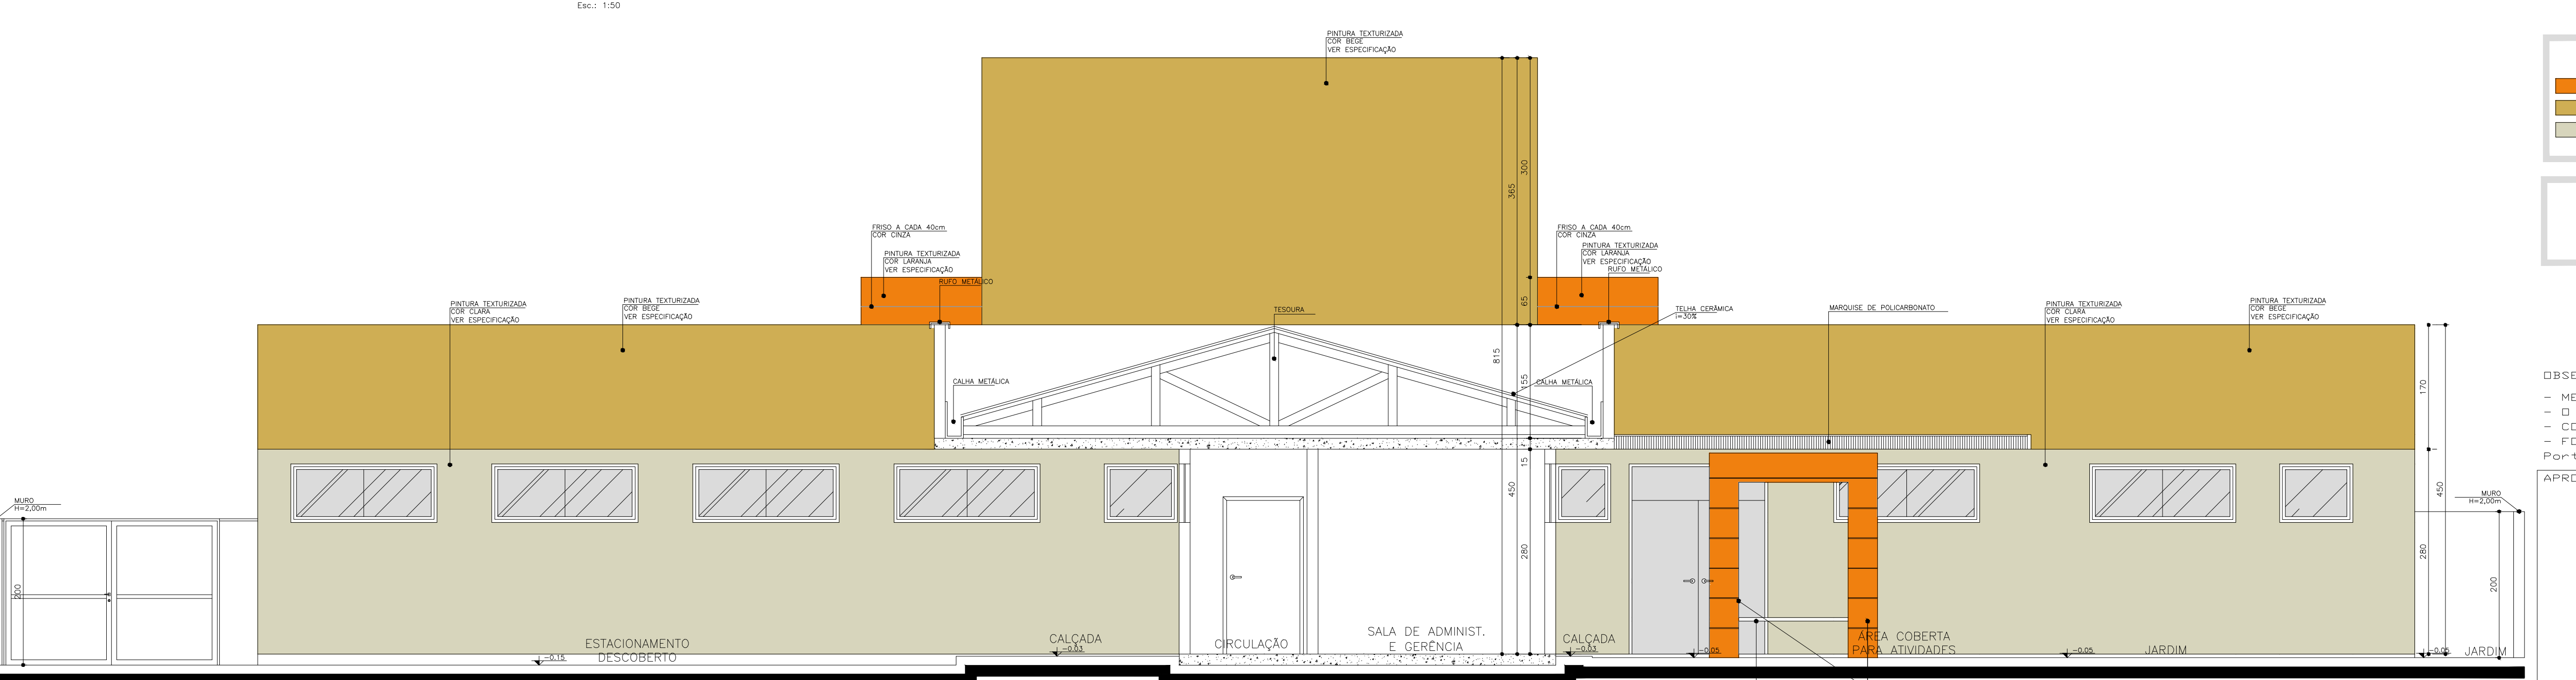 Esc.: 1:50
PINTURA TEXTURIZADA
COR BEGE
VER ESPECIFICAÇÃO
300
365
FRISO A CADA 40cm
COR CINZA
PINTURA TEXTURIZADA
COR LARANJA
VER ESPECIFICAÇÃO
RUFO METÁLICO
FRISO A CADA 40cm
COR CINZA
PINTURA TEXTURIZADA
COR LARANJA
VER ESPECIFICAÇÃO
RUFO METÁLICO
65
PINTURA TEXTURIZADA
COR CLARA
VER ESPECIFICAÇÃO
PINTURA TEXTURIZADA
COR BEGE
VER ESPECIFICAÇÃO
TESOURA
TELHA CERÂMICA
i=30%
MARQUISE DE POLICARBONATO
PINTURA TEXTURIZADA
COR CLARA
VER ESPECIFICAÇÃO
PINTURA TEXTURIZADA
COR BEGE
VER ESPECIFICAÇÃO
815
155
CALHA METÁLICA
CALHA METÁLICA
170
15
450
280
450
280
MURO
H=2,00m
200
MURO
H=2,00m
200
ESTACIONAMENTO
DESCOBERTO
-0.15
CALÇADA
-0.03
CIRCULAÇÃO
SALA DE ADMINIST.
E GERÊNCIA
CALÇADA
-0.03
-0.05
ÁREA COBERTA
PARA ATIVIDADES
-0.05
JARDIM
-0.05
JARDIM
OBSE
- ME
- O
- CO
- FO
Port
APRO